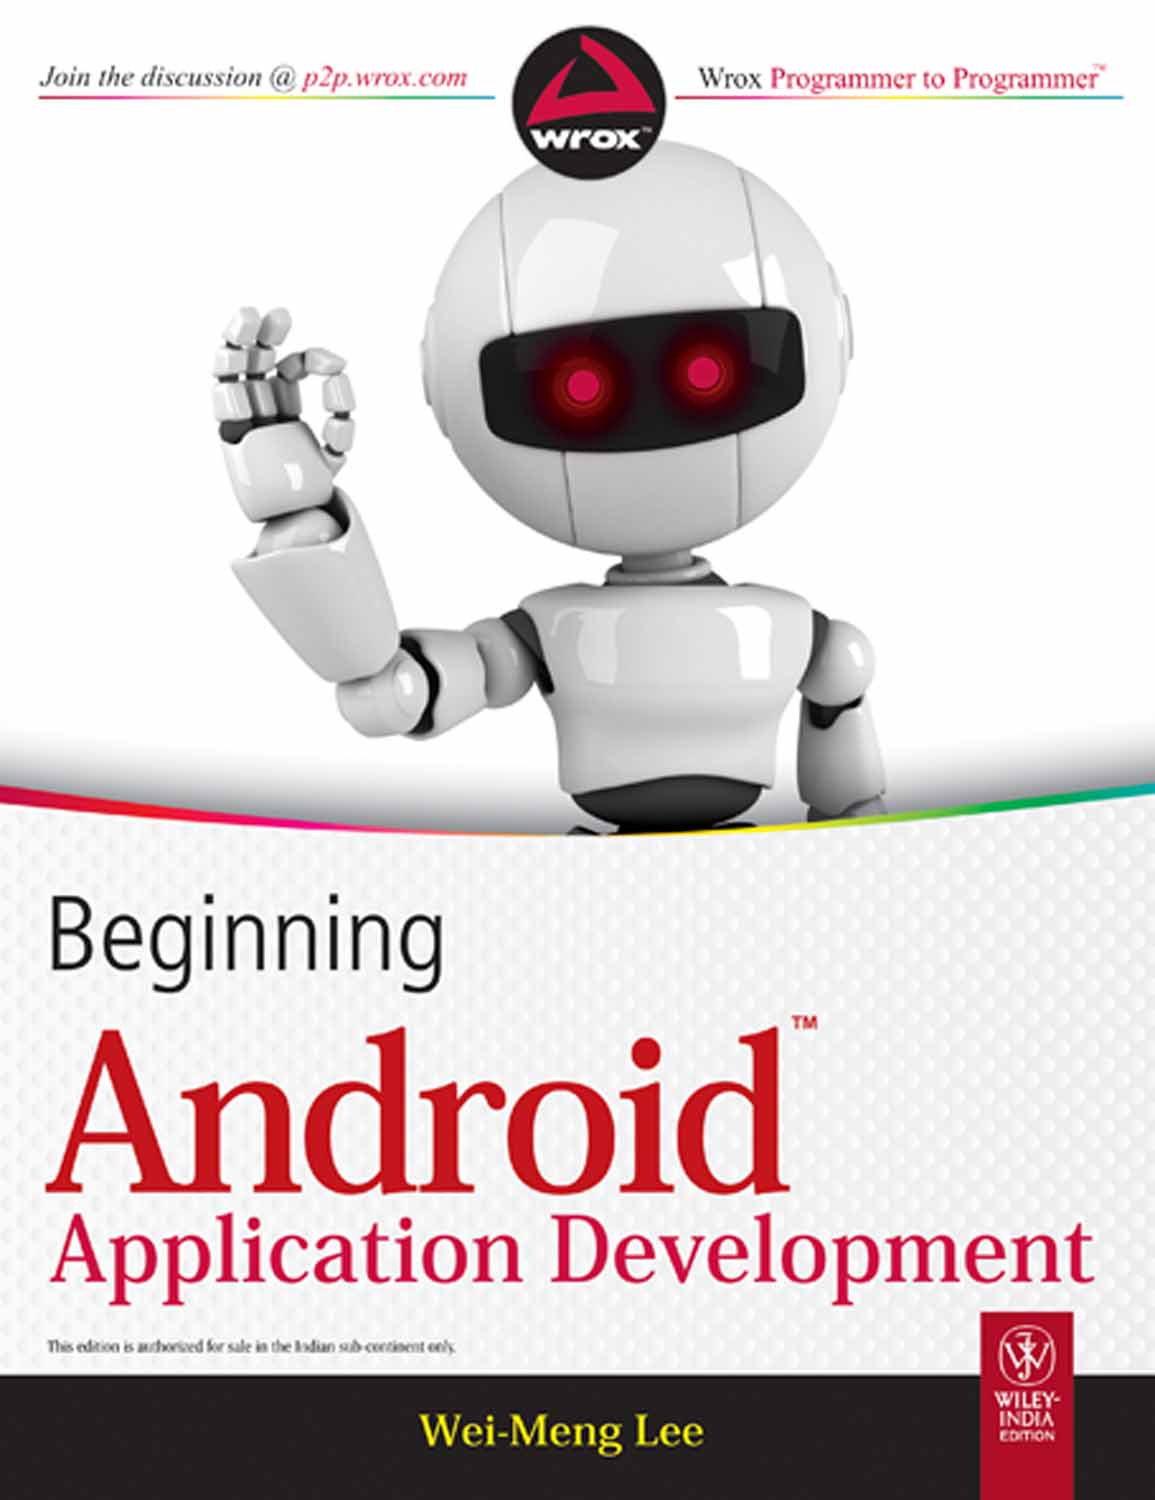 Join the discussion @ p2p.wrox.com
Wrox Programmer to Programmer™
wrox™
Beginning
Android™
Application Development
This edition is authorized for sale in the Indian sub-continent only.
Wei-Meng Lee
WILEY-
INDIA
EDITION